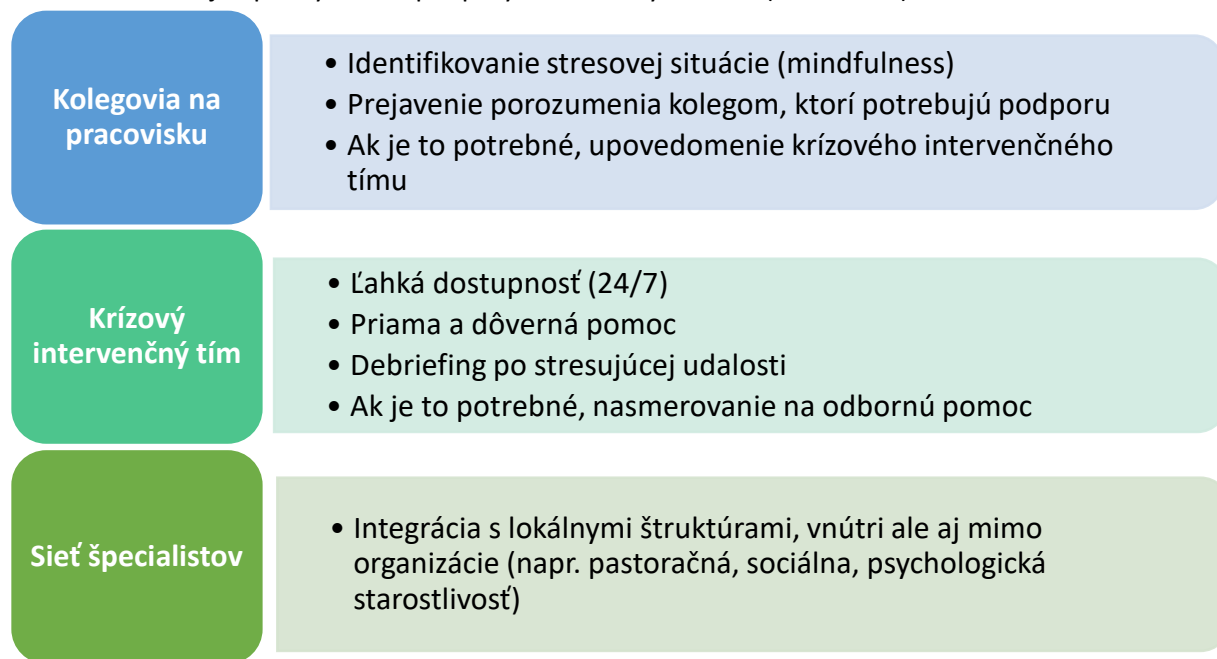 Kolegovia na
pracovisku
• Identifikovanie stresovej situácie (mindfulness)
• Prejavenie porozumenia kolegom, ktorí potrebujú podporu
• Ak je to potrebné, upovedomenie krízového intervenčného
tímu
Krízový
intervenčný tím
• Ľahká dostupnosť (24/7)
• Priama a dôverná pomoc
• Debriefing po stresujúcej udalosti
• Ak je to potrebné, nasmerovanie na odbornú pomoc
Sieť špecialistov
• Integrácia s lokálnymi štruktúrami, vnútri ale aj mimo
organizácie (napr. pastoračná, sociálna, psychologická
starostlivosť)